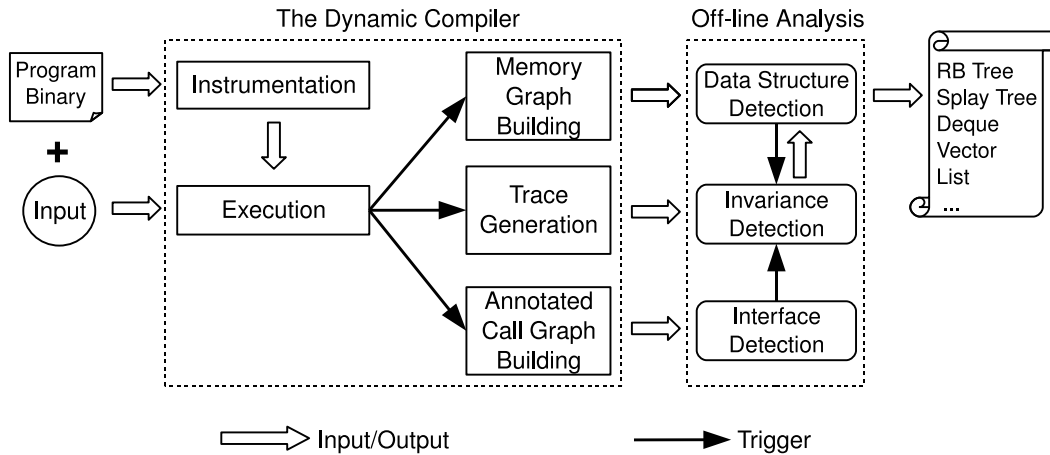 The Dynamic Compiler
Off-line Analysis
Program
Binary
+
Input
Instrumentation
Execution
Memory
Graph
Building
Trace
Generation
Annotated
Call Graph
Building
Data Structure
Detection
Invariance
Detection
Interface
Detection
RB Tree
Splay Tree
Deque
Vector
List
...
Input/Output
Trigger